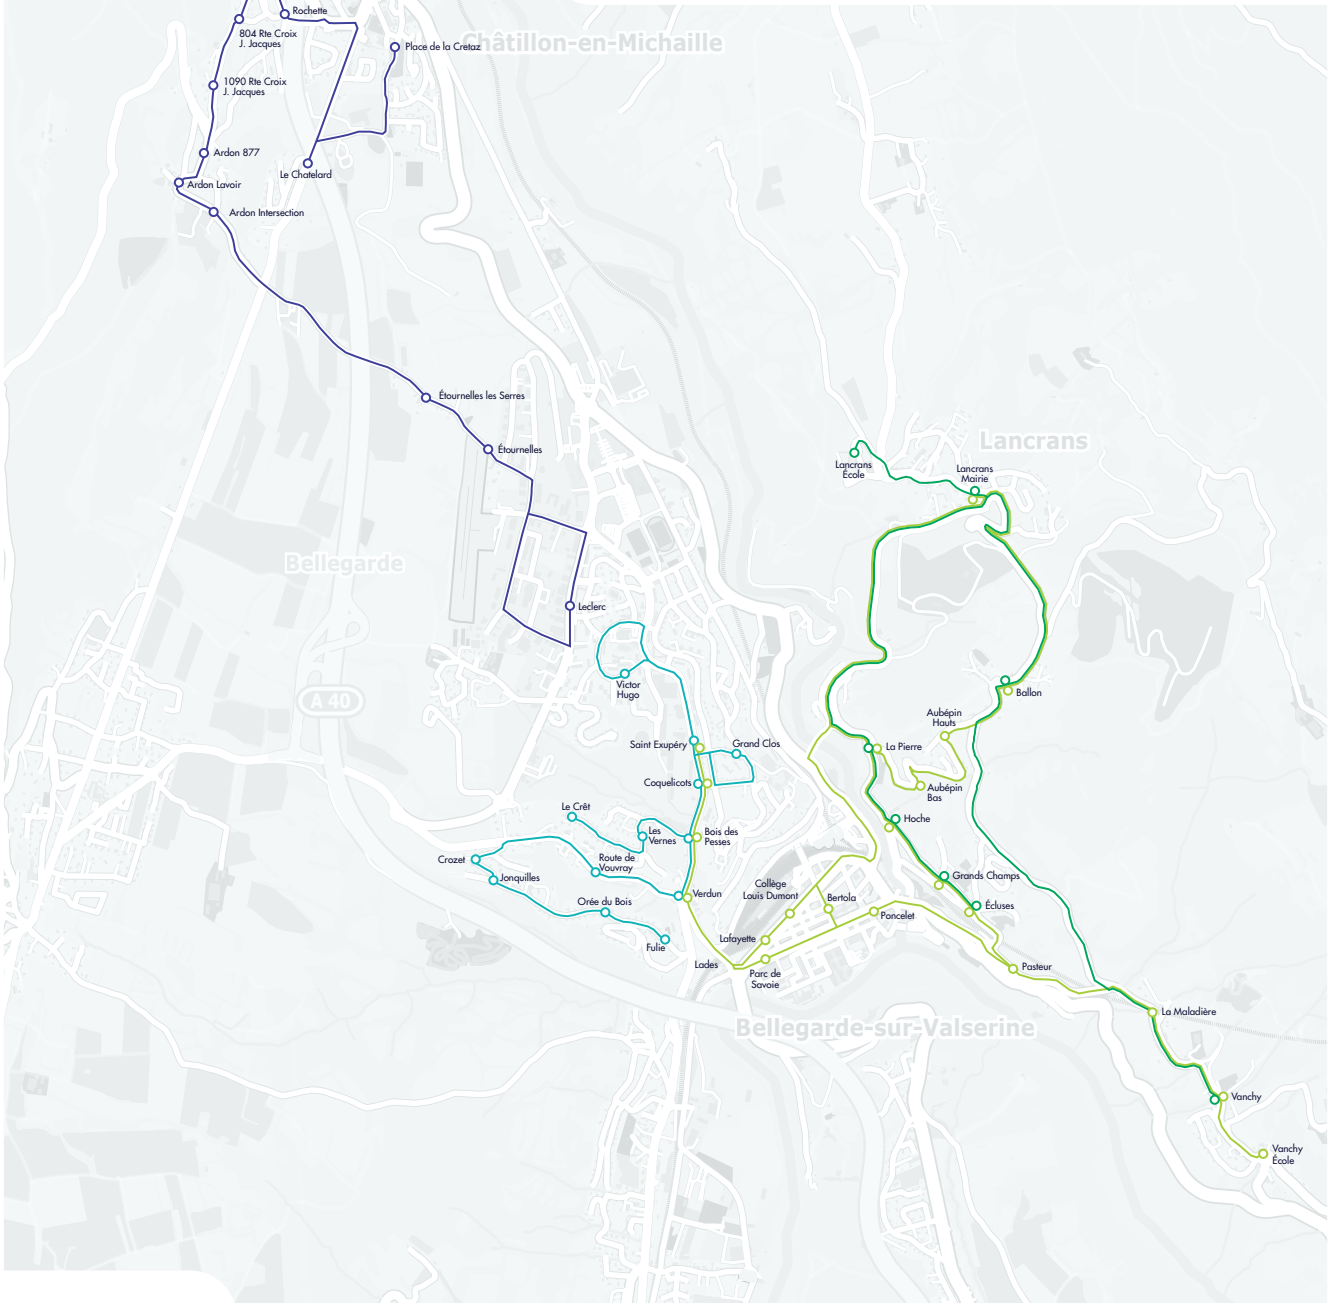 Rochette
804 Rte Croix
J. Jacques
Place de la Cretaz
Châtillon-en-Michaille
1090 Rte Croix
J. Jacques
Ardon 877
Le Chatelard
Ardon Lavoir
Ardon Intersection
Étournelles les Serres
Étournelles
Lancrans
Lancrans
École
Lancrans
Mairie
Bellegarde
Leclerc
Victor
Hugo
A 40
Ballon
Aubépin
Hauts
Saint Exupéry
Grand Clos
La Pierre
Coquelicots
Aubépin
Bas
Le Crêt
Hoche
Les
Vernes
Bois des
Pesses
Crozet
Route de
Vouvray
Jonquilles
Grands Champs
Collège
Louis Dumont
Verdun
Orée du Bois
Bertola
Écluses
Poncelet
Fulie
Lafayette
Lades
Parc de
Savoie
Pasteur
La Maladière
Bellegarde-sur-Valserine
Vanchy
Vanchy
École